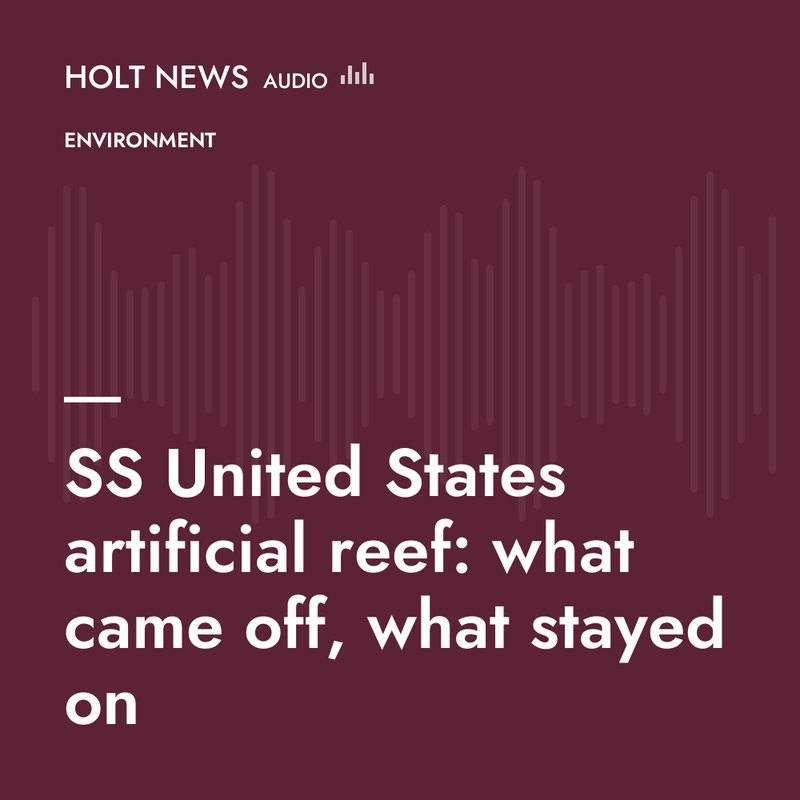 HOLT NEWS AUDIO
ENVIRONMENT
SS United States
artificial reef: what
came off, what stayed
on